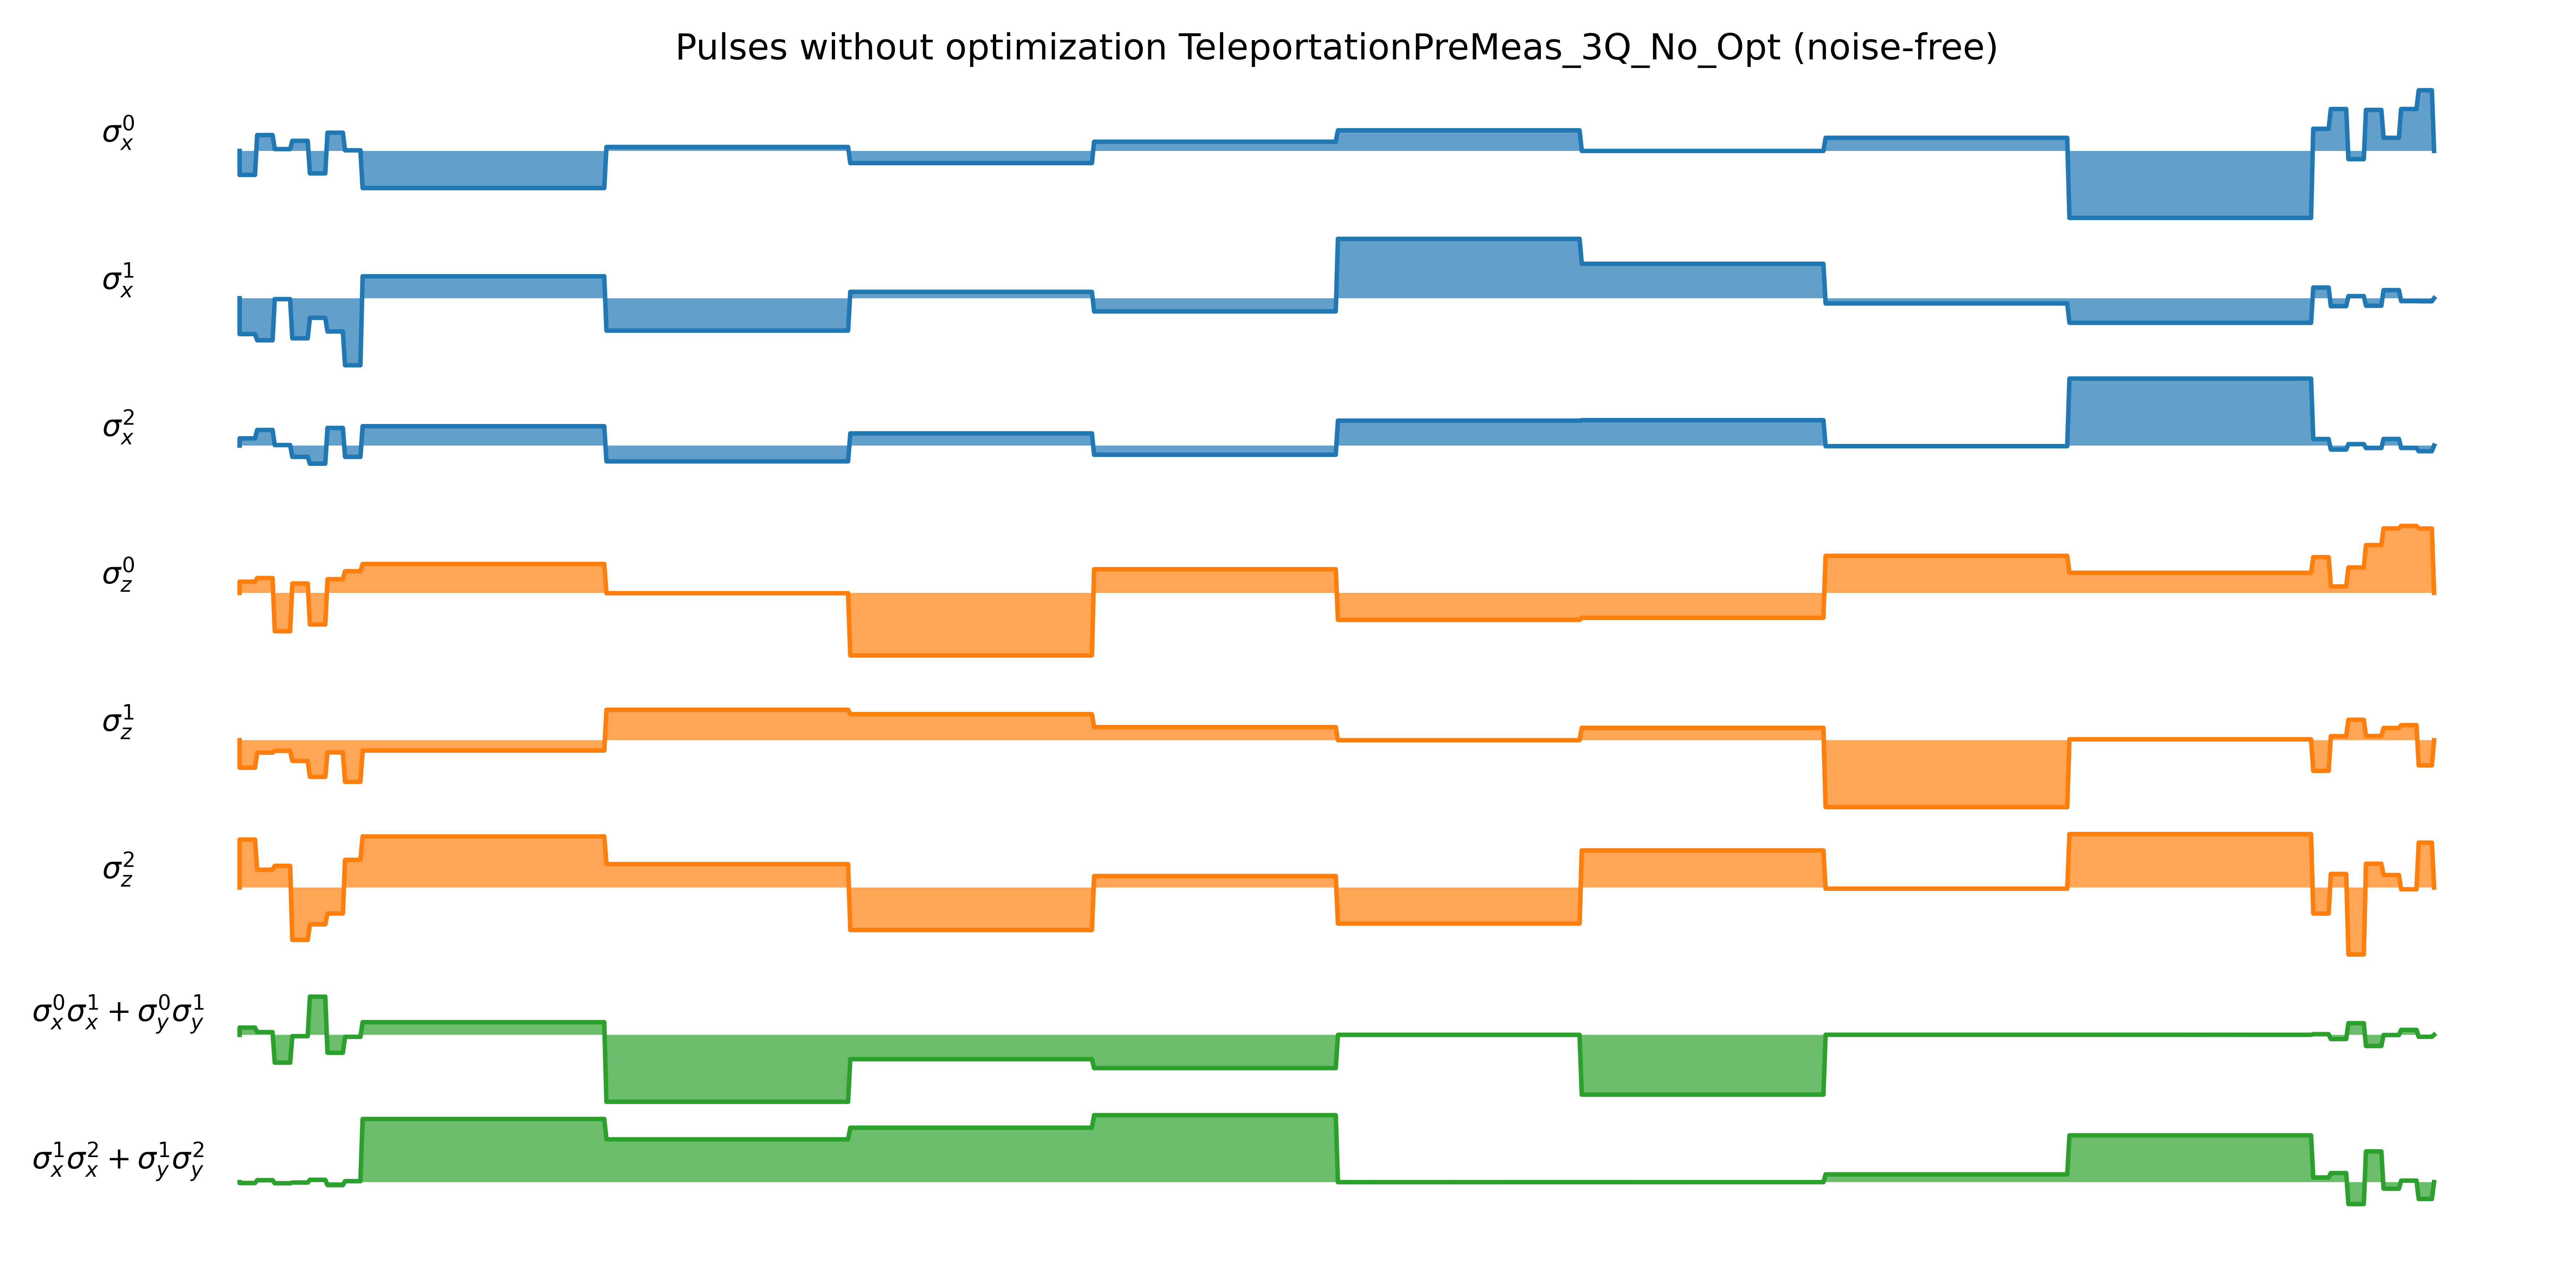 Pulses without optimization TeleportationPreMeas_3Q_No_Opt (noise-free)
σ_x^0
σ_x^1
σ_x^2
σ_z^0
σ_z^1
σ_z^2
σ_x^0σ_x^1 + σ_y^0σ_y^1
σ_x^1σ_x^2 + σ_y^1σ_y^2